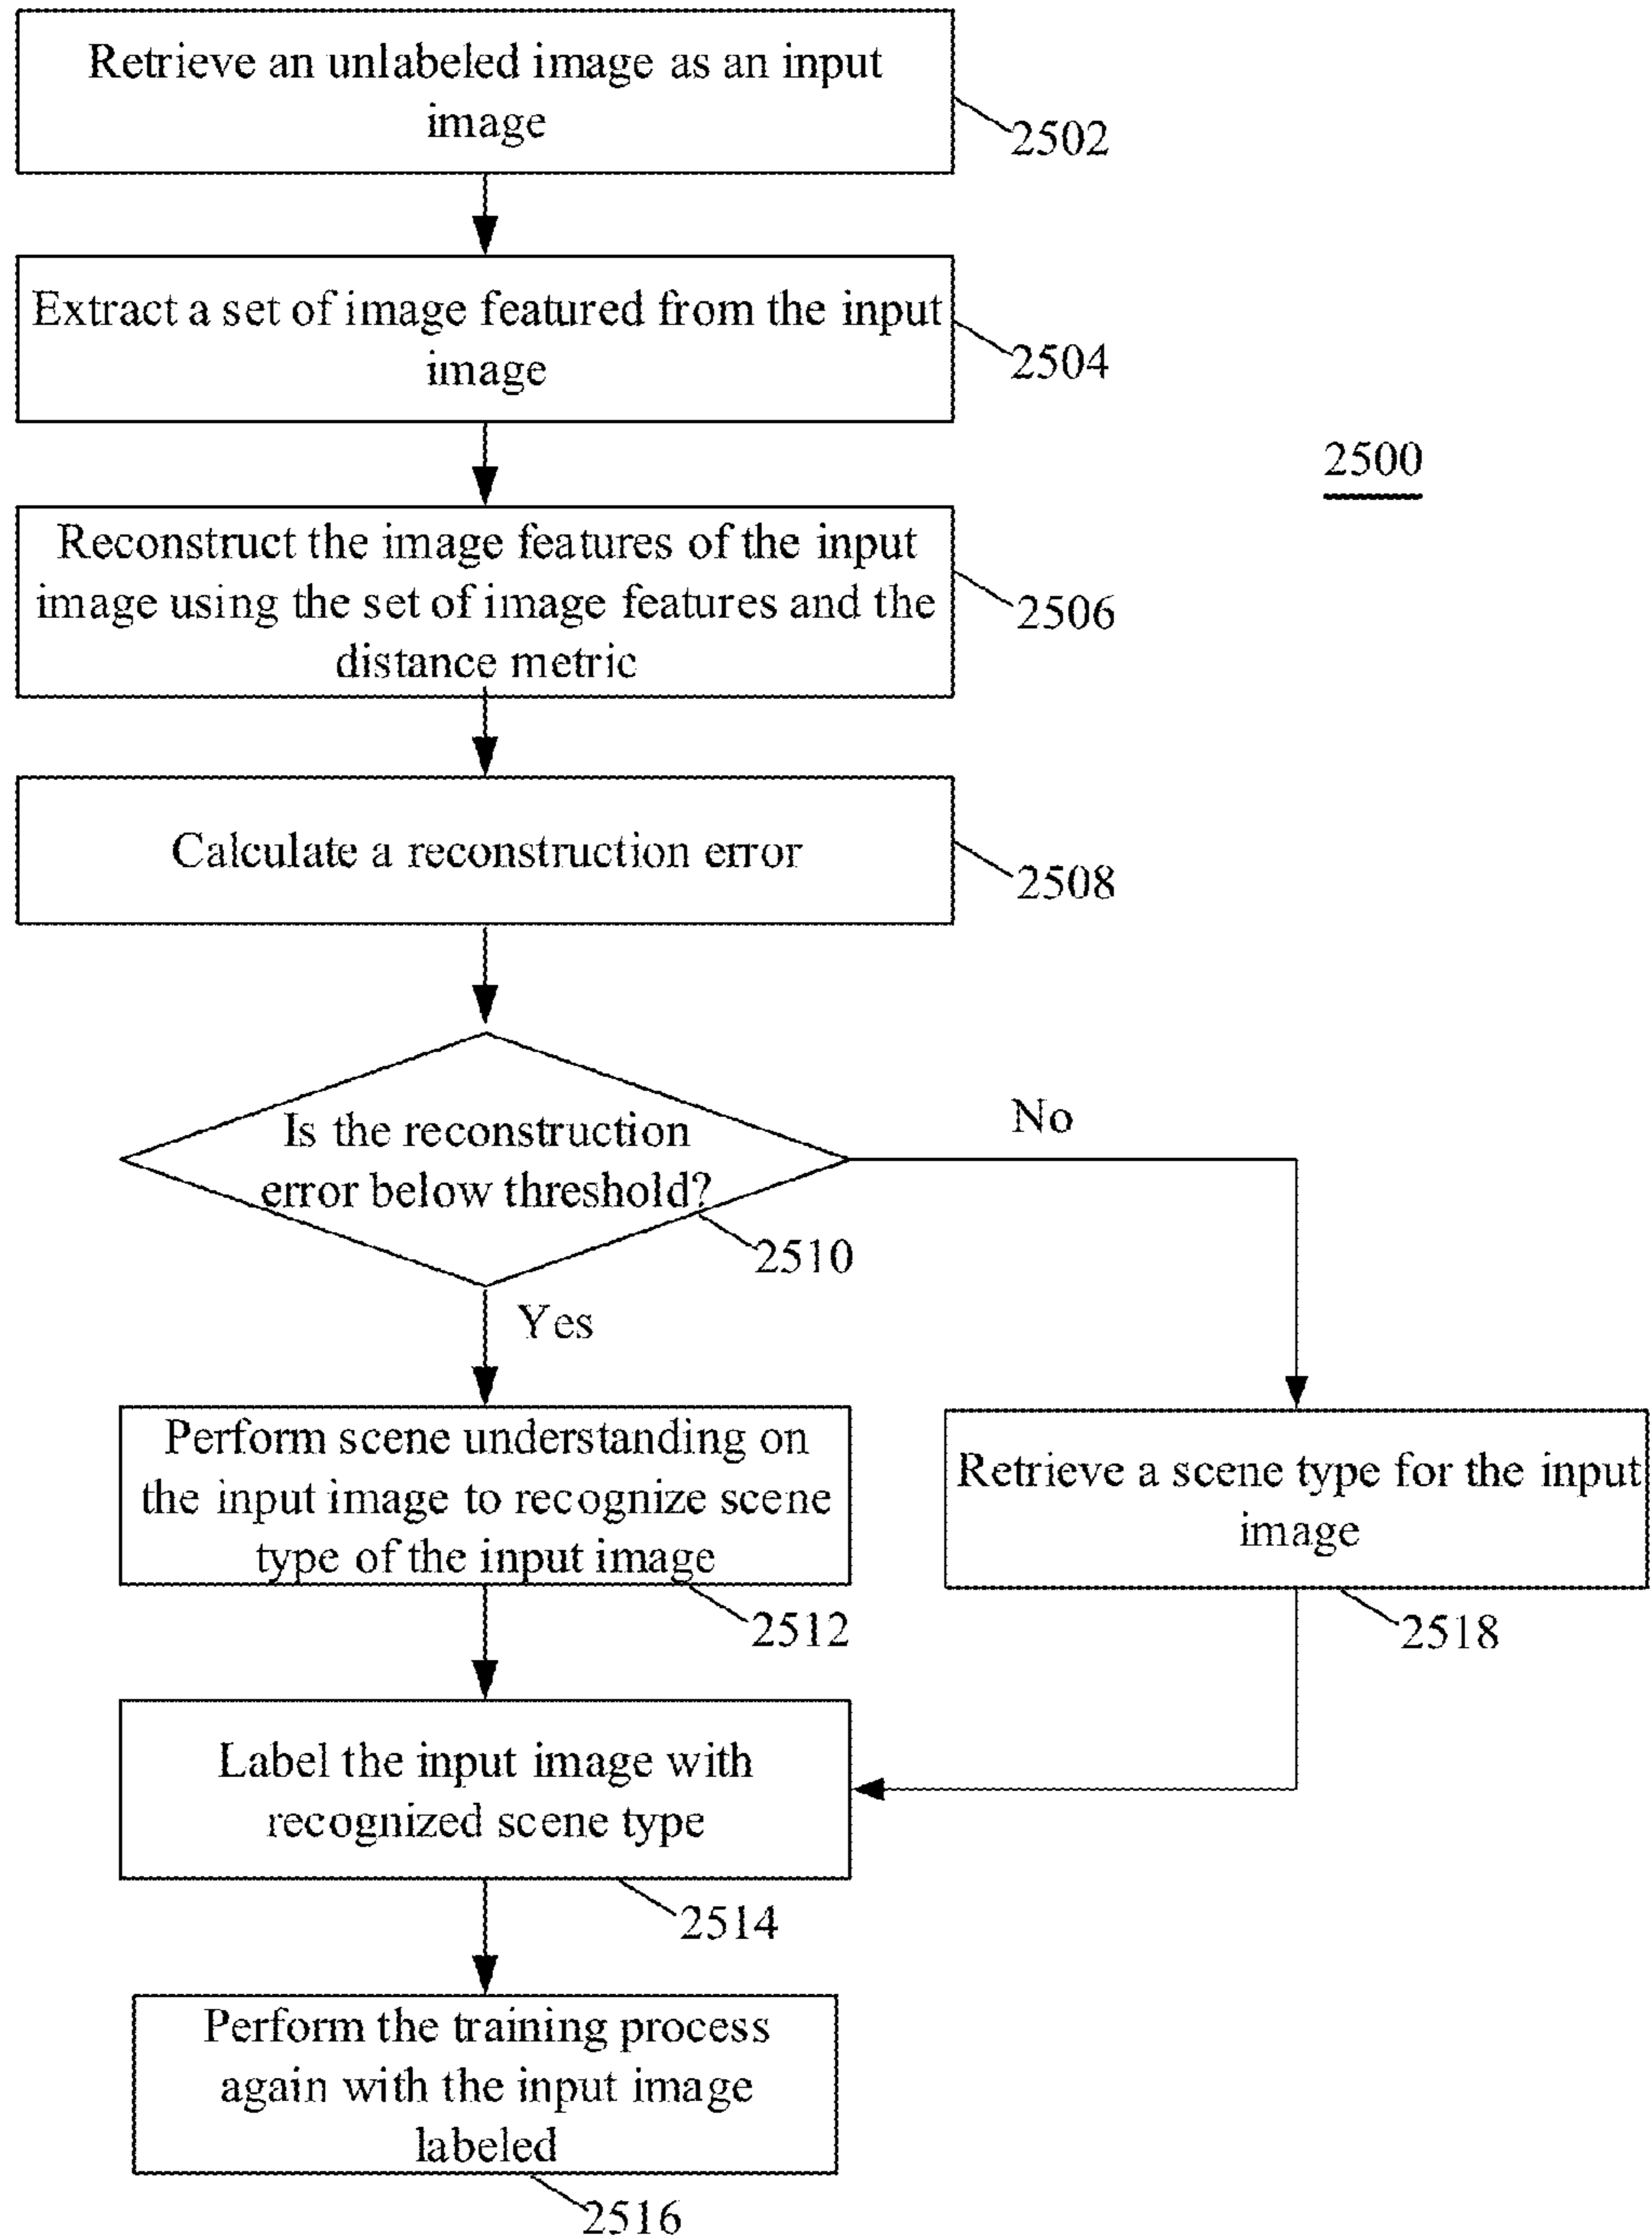 Retrieve an unlabeled image as an input
image
2502
Extract a set of image featured from the input
image
2504
2500
Reconstruct the image features of the input
image using the set of image features and the
distance metric
2506
Calculate a reconstruction error
2508
Is the reconstruction
error below threshold?
2510
No
Yes
Perform scene understanding on
the input image to recognize scene
type of the input image
2512
Retrieve a scene type for the input
image
2518
Label the input image with
recognized scene type
2514
Perform the training process
again with the input image
labeled
2516